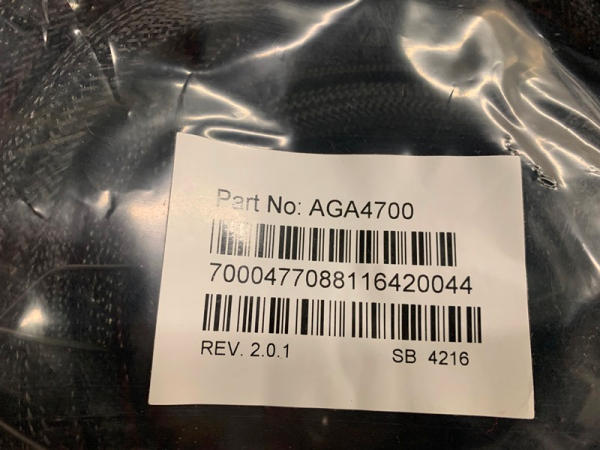 Part No: AGA4700
7000477088116420044
REV. 2.0.1 SB 4216